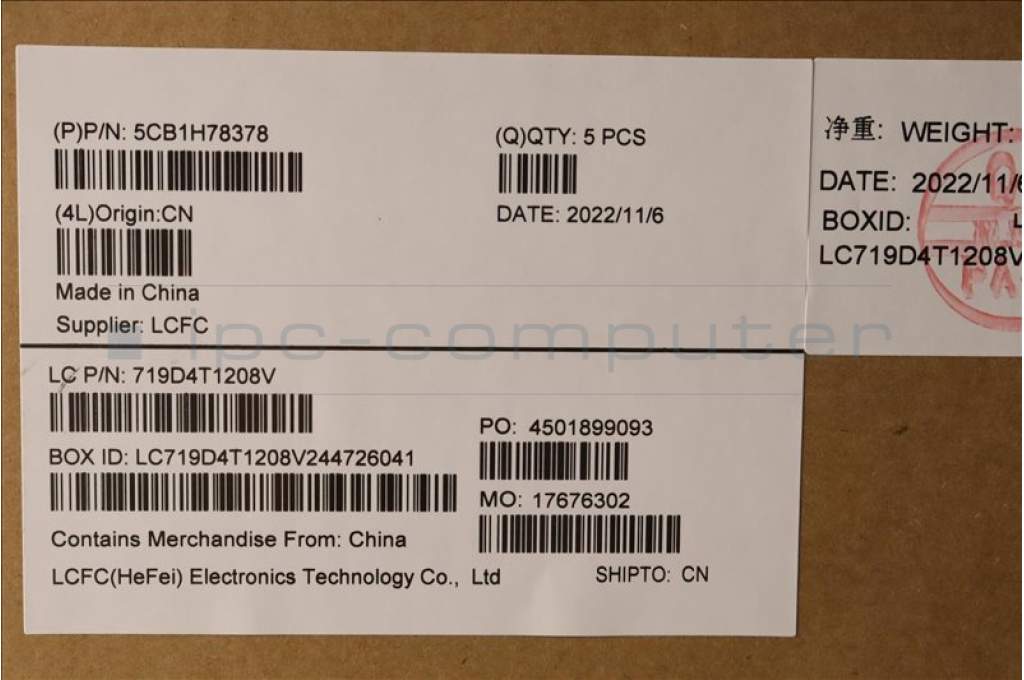 (P)P/N: 5CB1H78378
(Q)QTY: 5 PCS
(4L)Origin:CN
DATE: 2022/11/6
Made in China
Supplier: LCFC
净重: WEIGHT:
DATE: 2022/11/6
BOXID: L
LC719D4T1208V
ipc-computer
LC P/N: 719D4T1208V
PO: 4501899093
BOX ID: LC719D4T1208V244726041
MO: 17676302
Contains Merchandise From: China
LCFC(HeFei) Electronics Technology Co., Ltd
SHIPTO: CN